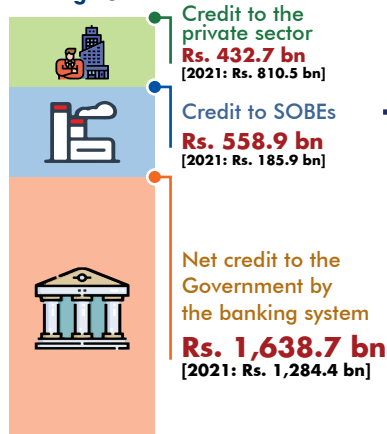 Credit to the
private sector
Rs. 432.7 bn
[2021: Rs. 810.5 bn]
Credit to SOBEs
Rs. 558.9 bn
[2021: Rs. 185.9 bn]
Net credit to the
Government by
the banking system
Rs. 1,638.7 bn
[2021: Rs. 1,284.4 bn]